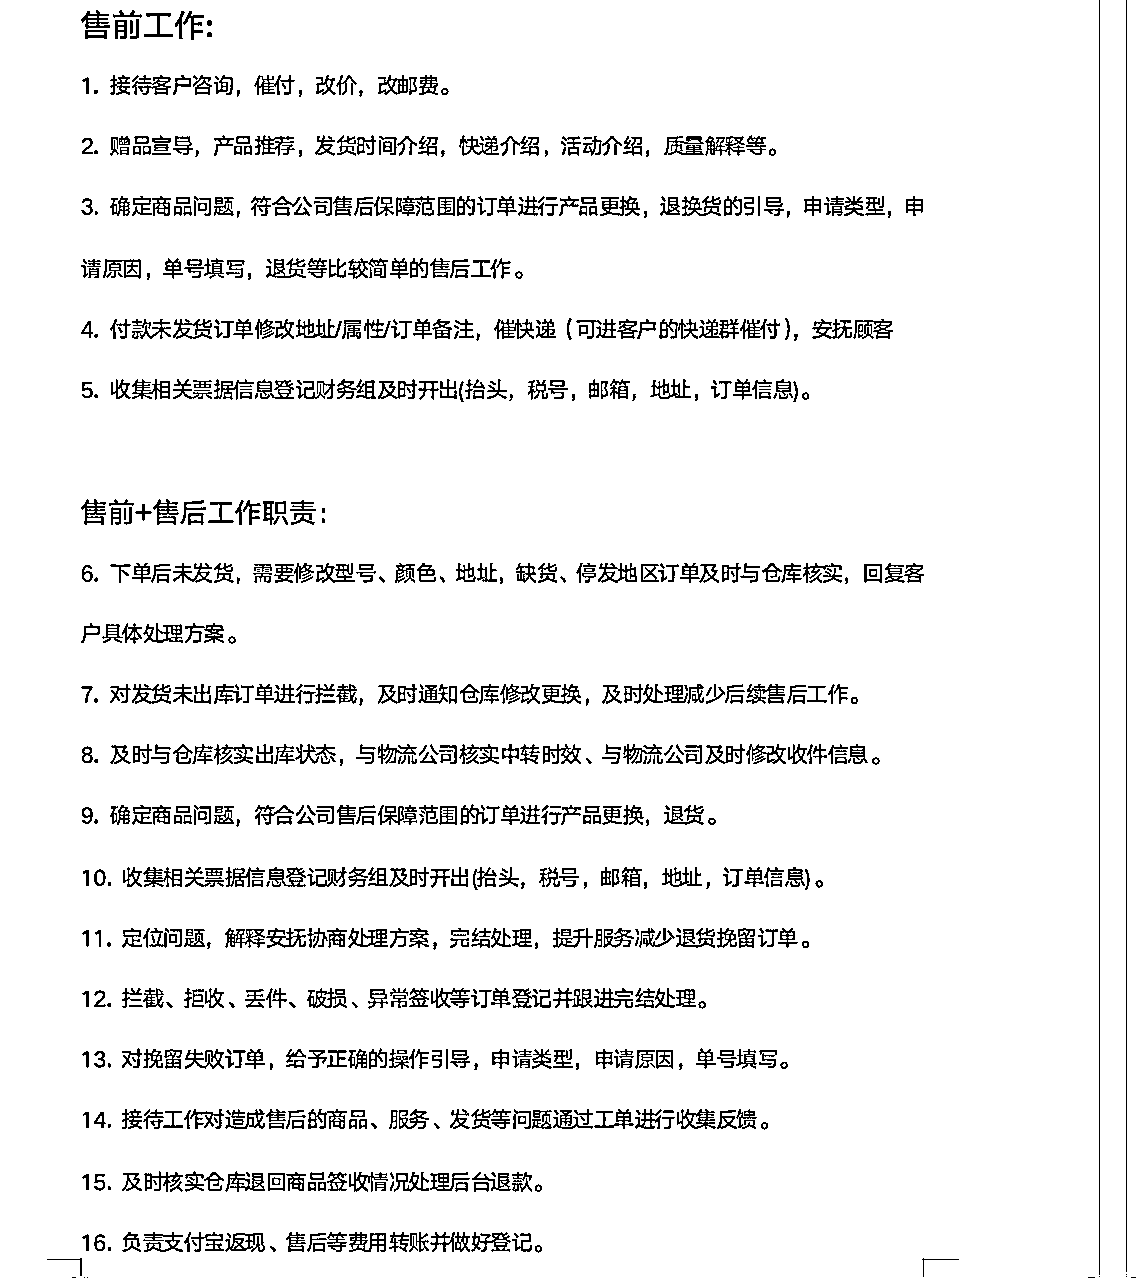 售前工作:
1. 接待客户咨询，催付，改价，改邮费。
2. 赠品宣导，产品推荐，发货时间介绍，快递介绍，活动介绍，质量解释等。
3. 确定商品问题，符合公司售后保障范围的订单进行产品更换，退换货的引导，申请类型，申
请原因，单号填写，退货等比较简单的售后工作。
4. 付款未发货订单修改地址/属性/订单备注，催快递（可进客户的快递群催付），安抚顾客
5. 收集相关票据信息登记财务组及时开出(抬头，税号，邮箱，地址，订单信息)。
售前+售后工作职责：
6. 下单后未发货，需要修改型号、颜色、地址，缺货、停发地区订单及时与仓库核实，回复客
户具体处理方案。
7. 对发货未出库订单进行拦截，及时通知仓库修改更换，及时处理减少后续售后工作。
8. 及时与仓库核实出库状态，与物流公司核实中转时效、与物流公司及时修改收件信息。
9. 确定商品问题，符合公司售后保障范围的订单进行产品更换，退货。
10. 收集相关票据信息登记财务组及时开出(抬头，税号，邮箱，地址，订单信息)。
11. 定位问题，解释安抚协商处理方案，完结处理，提升服务减少退货挽留订单。
12. 拦截、拒收、丢件、破损、异常签收等订单登记并跟进完结处理。
13. 对挽留失败订单，给予正确的操作引导，申请类型，申请原因，单号填写。
14. 接待工作对造成售后的商品、服务、发货等问题通过工单进行收集反馈。
15. 及时核实仓库退回商品签收情况处理后台退款。
16. 负责支付宝返现、售后等费用转账并做好登记。